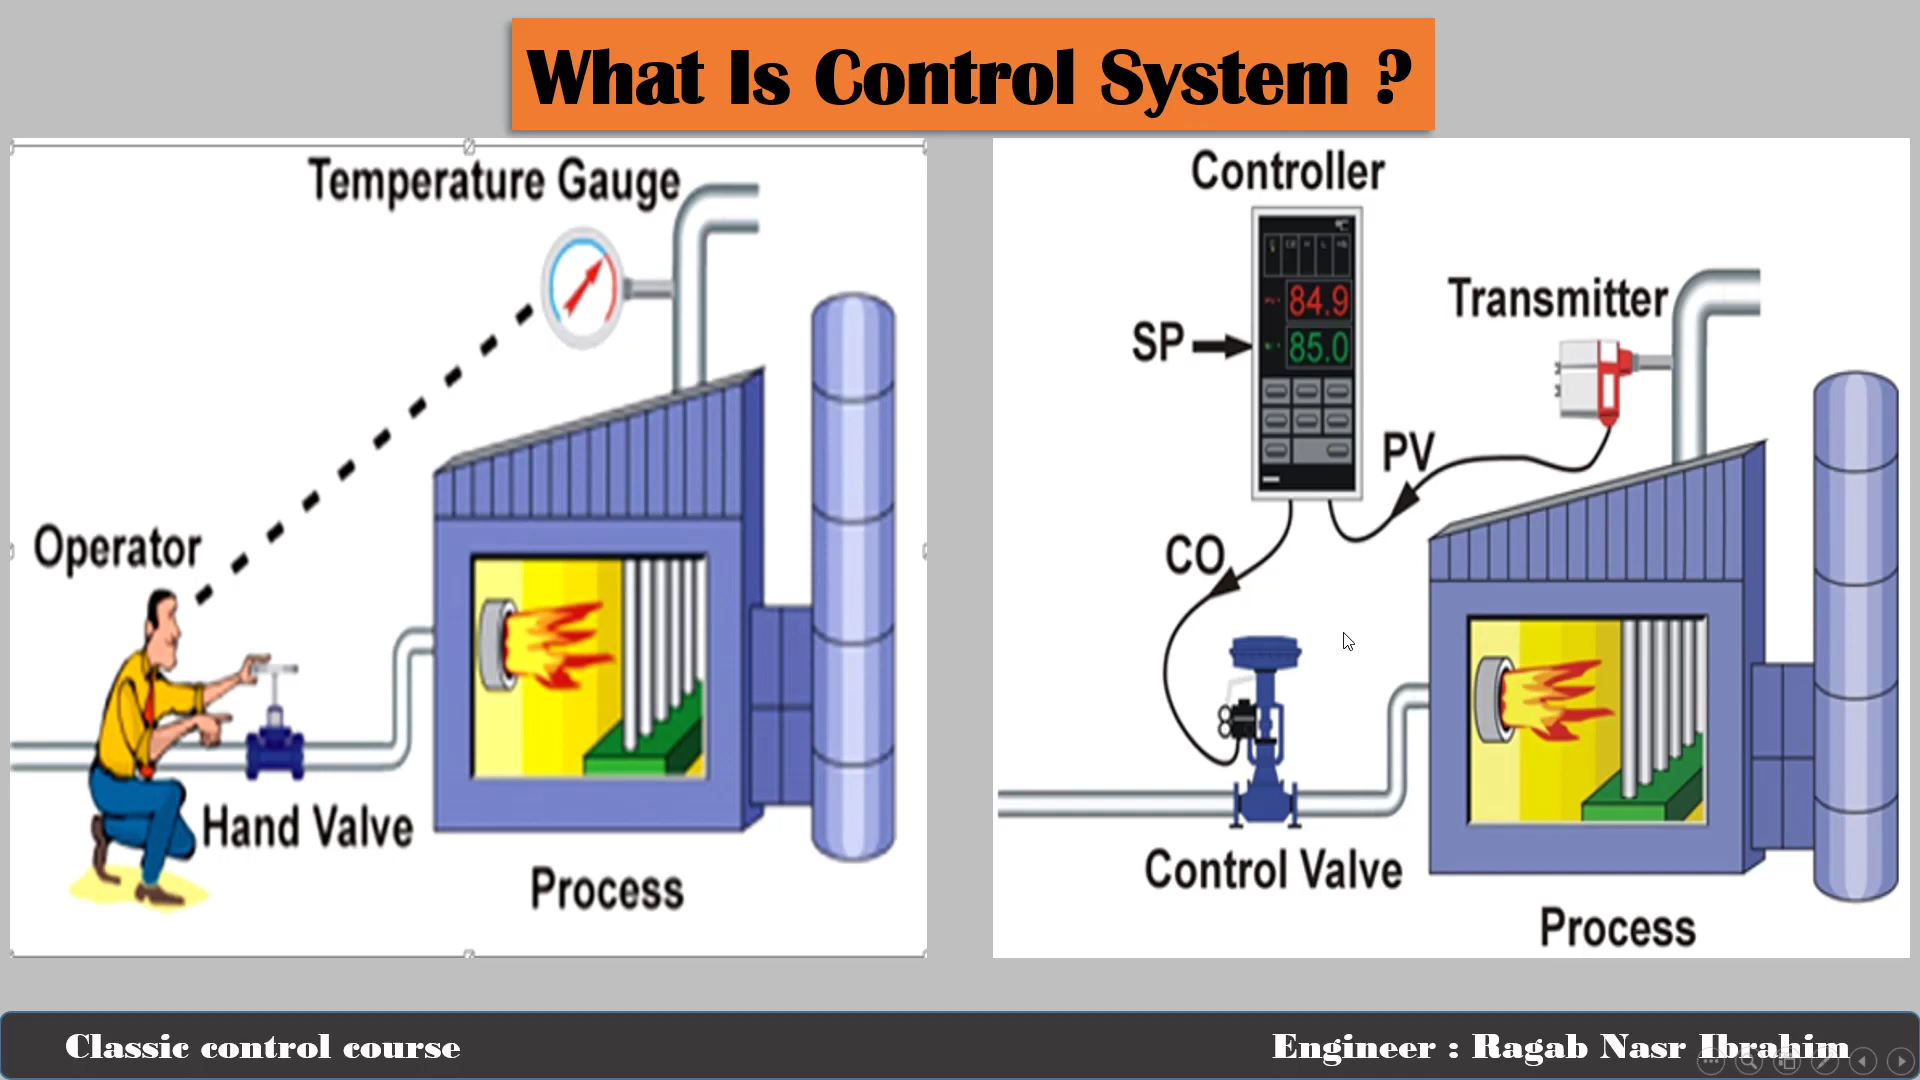 What Is Control System ?
Temperature Gauge
Operator
Hand Valve
Process
Controller
84.9
85.0
SP
Transmitter
PV
CO
Control Valve
Process
Classic control course
Engineer : Ragab Nasr Ibrahim